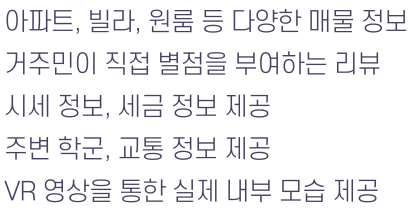 아파트, 빌라, 원룸 등 다양한 매물 정보
거주민이 직접 별점을 부여하는 리뷰
시세 정보, 세금 정보 제공
주변 학군, 교통 정보 제공
VR 영상을 통한 실제 내부 모습 제공